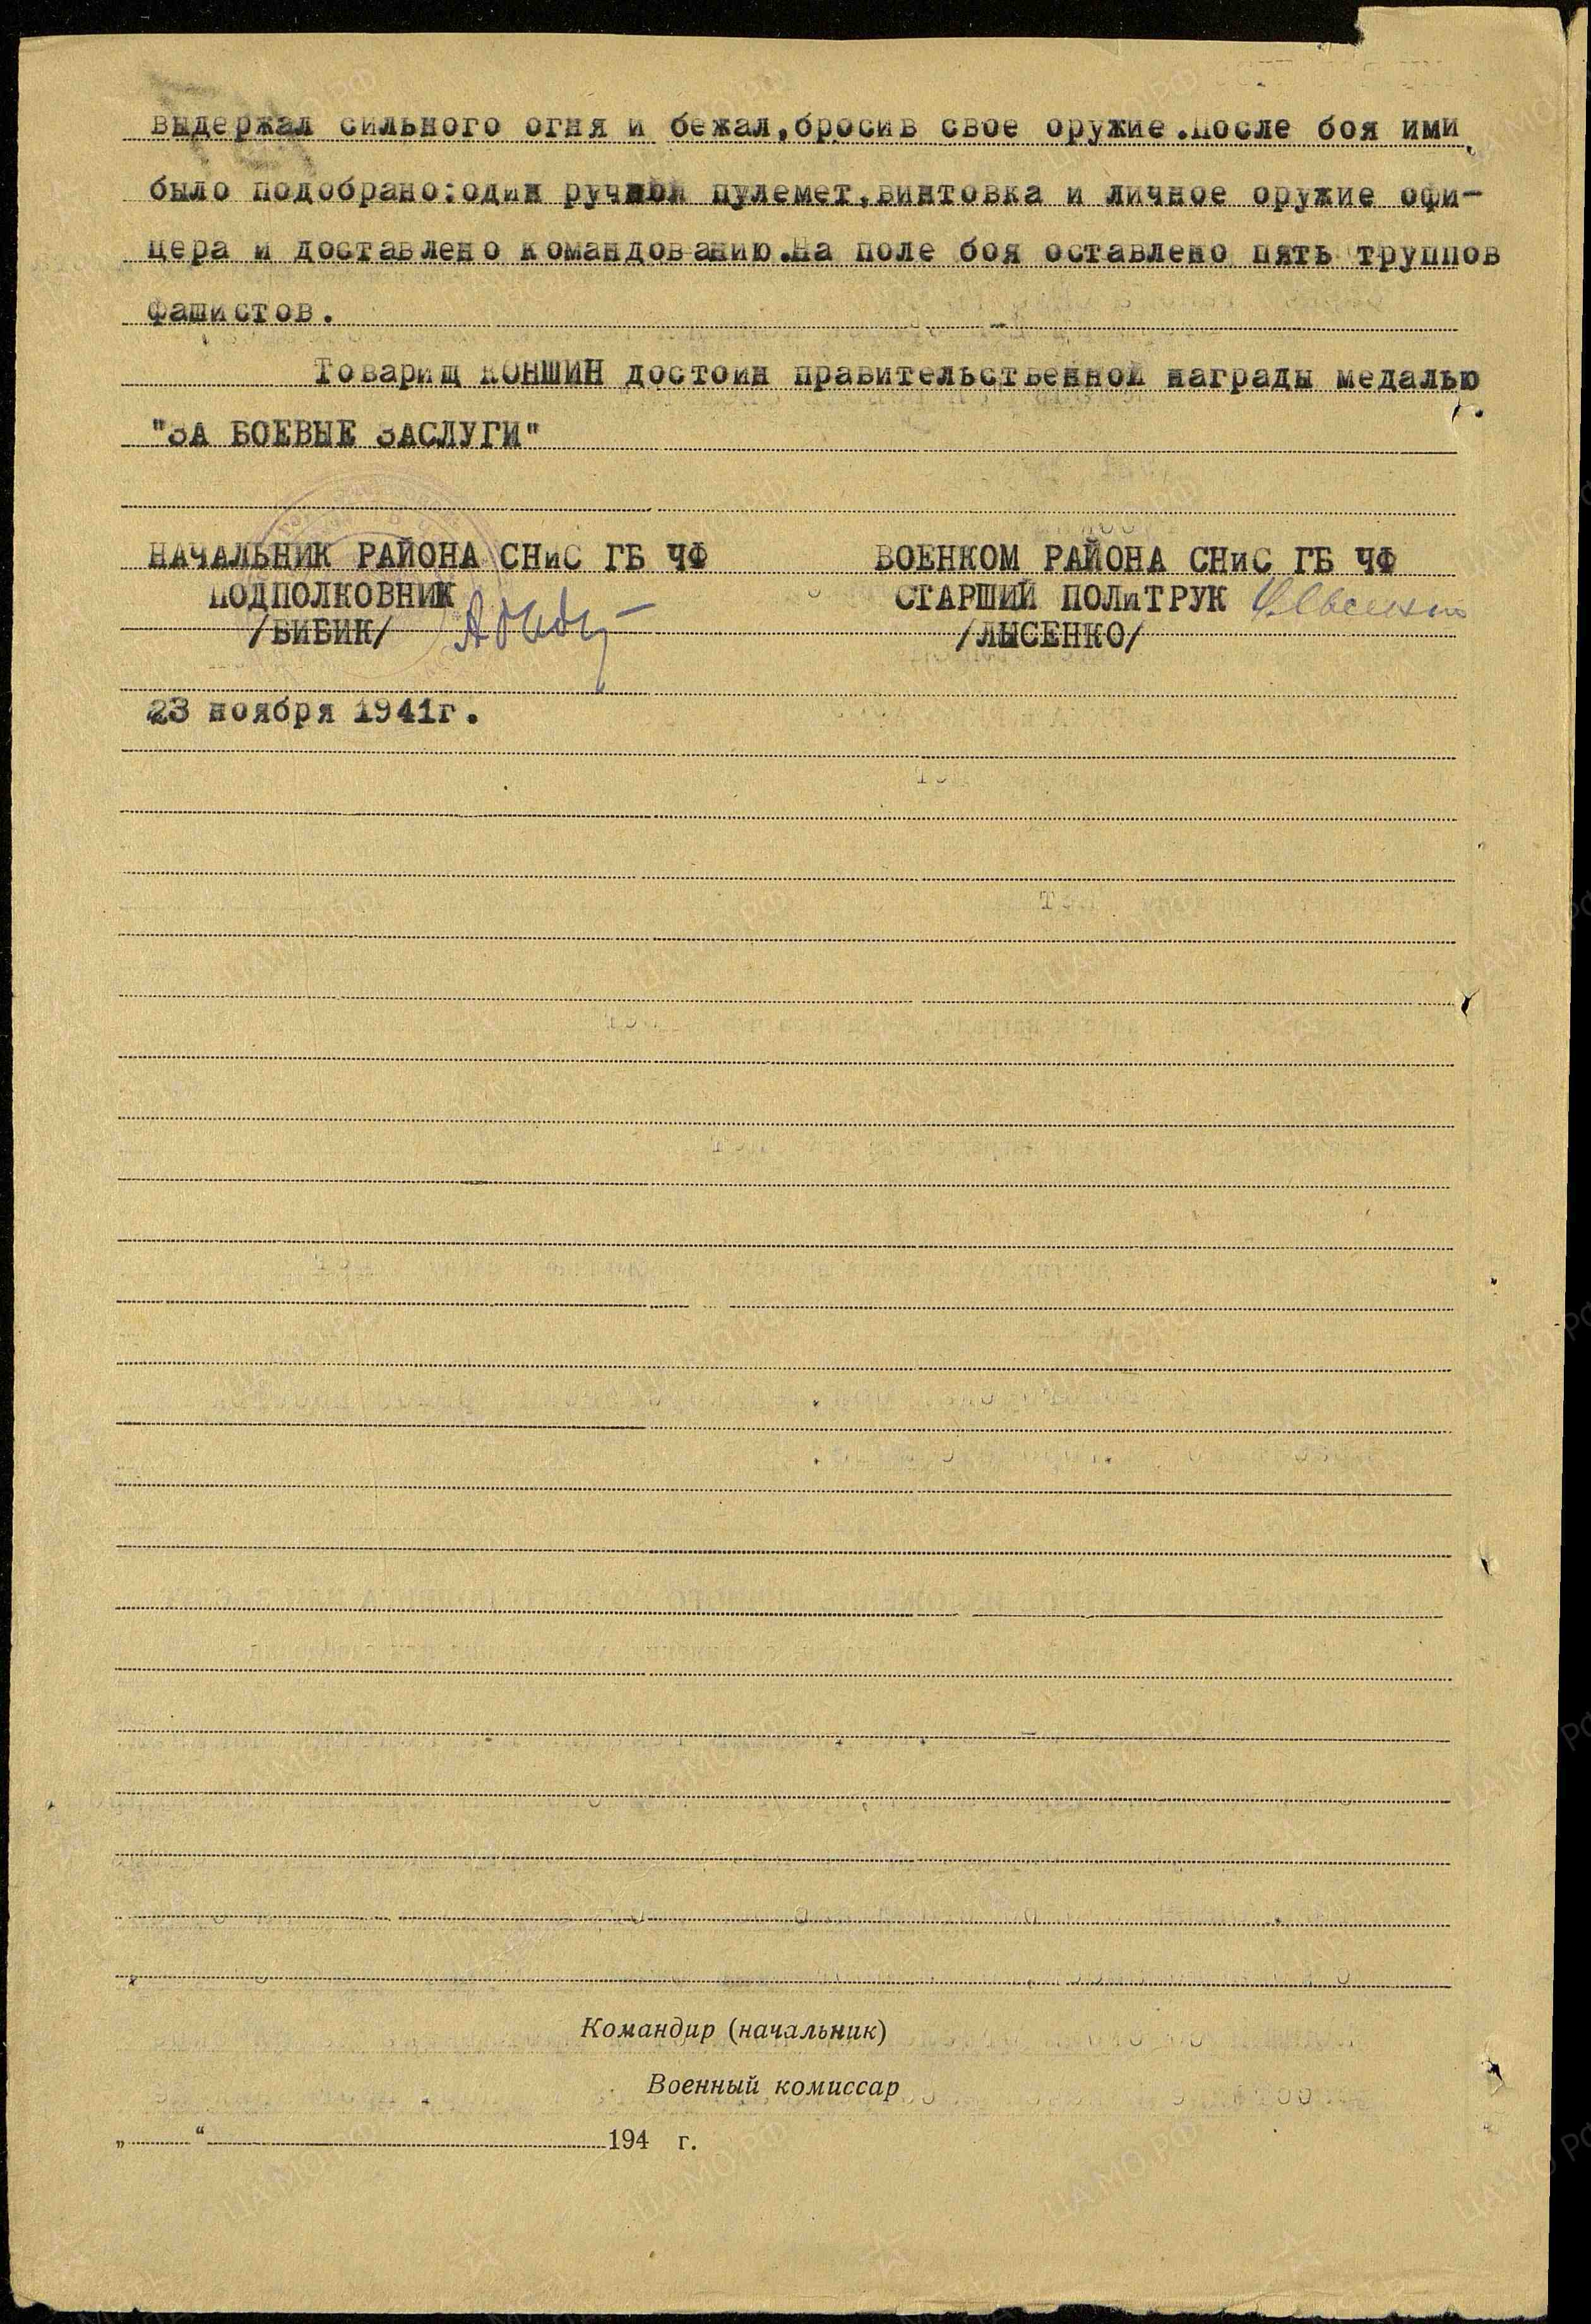 выдержал сильного огня и бежал,бросив свое оружие.После боя ими
было подобрано:один ручной пулемет,винтовка и личное оружие офи-
цера и доставлено командованию.На поле боя оставлено пять труппов
фашистов.
Товарищ КОНШИН достоин правительственной награды медалью
"ЗА БОЕВЫЕ ЗАСЛУГИ"
НАЧАЛЬНИК РАЙОНА СНиС ГБ ЧФ ВОЕНКОМ РАЙОНА СНиС ГБ ЧФ
ПОДПОЛКОВНИК СТАРШИЙ ПОЛиТРУК
/БИБИК/ /ЛЫСЕНКО/
23 ноября 1941г.
Командир (начальник)
Военный комиссар
„ “ 194 г.
ЦАМО.РФ